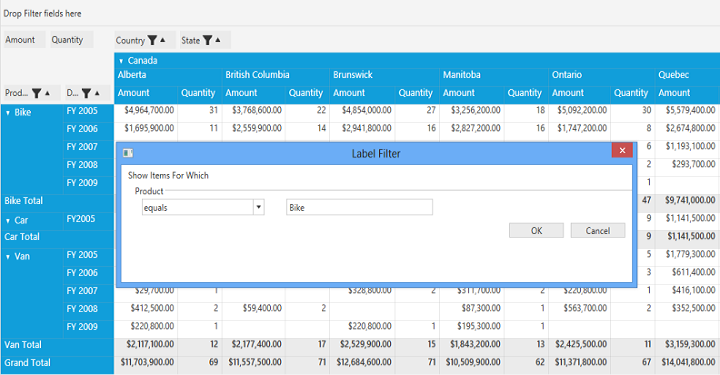 Drop Filter fields here
Amount Quantity Country State
Canada
Alberta British Columbia Brunswick Manitoba Ontario Quebec
Prod... D... Amount Quantity Amount Quantity Amount Quantity Amount Quantity Amount Quantity Amount
Bike FY 2005 $4,964,700.00 31 $3,768,600.00 22 $4,854,000.00 27 $3,256,200.00 18 $5,092,200.00 30 $5,579,400.00
FY 2006 $1,695,900.00 11 $2,559,900.00 14 $2,941,800.00 16 $2,827,200.00 16 $1,747,200.00 8 $2,674,800.00
FY 2007 6 $1,193,100.00
Label Filter
FY 2008 2 $293,700.00
Show Items For Which
FY 2009 1
Product
Bike Total 47 $9,741,000.00
equals Bike
Car FY2005 9 $1,141,500.00
OK Cancel
Car Total 9 $1,141,500.00
Van FY 2005 5 $1,779,300.00
FY 2006 3 $611,400.00
FY 2007 $29,700.00 1 $328,800.00 2 $311,700.00 2 $220,800.00 1 $416,100.00
FY 2008 $412,500.00 2 $59,400.00 2 $87,300.00 1 $563,700.00 2 $352,500.00
FY 2009 $220,800.00 1 $220,800.00 1 $195,300.00 1
Van Total $2,117,100.00 12 $2,177,400.00 17 $2,529,900.00 15 $1,843,200.00 13 $2,425,500.00 11 $3,159,300.00
Grand Total $11,703,900.00 69 $11,557,500.00 71 $12,684,600.00 71 $10,509,900.00 62 $11,371,800.00 67 $14,041,800.00